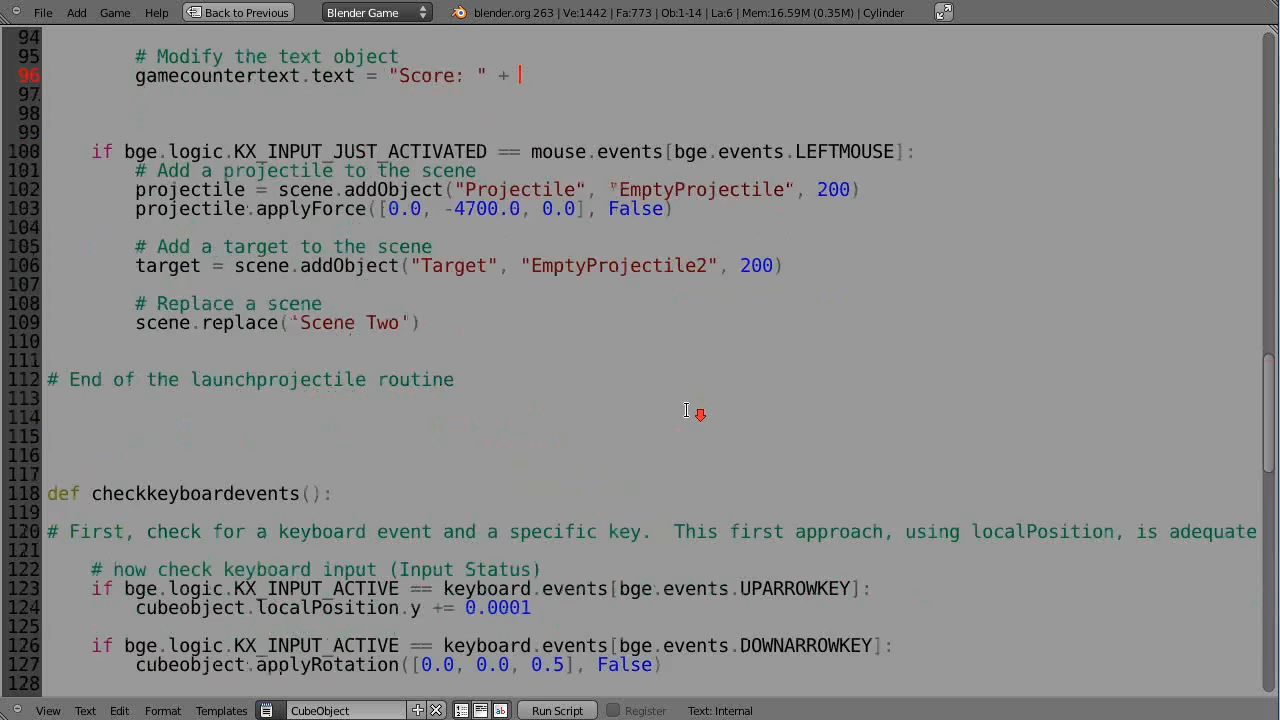 File Add Game Help Back to Previous Blender Game blender.org 263 | Ve:1442 | Fa:773 | Ob:1-14 | La:6 | Mem:16.59M (0.35M) | Cylinder
94
95 # Modify the text object
96 gamecountertext.text = "Score: " +
97
98
99
100 if bge.logic.KX_INPUT_JUST_ACTIVATED == mouse.events[bge.events.LEFTMOUSE]:
101 # Add a projectile to the scene
102 projectile = scene.addObject("Projectile", "EmptyProjectile", 200)
103 projectile.applyForce([0.0, -4700.0, 0.0], False)
104
105 # Add a target to the scene
106 target = scene.addObject("Target", "EmptyProjectile2", 200)
107
108 # Replace a scene
109 scene.replace('Scene Two')
110
111
112 # End of the launchprojectile routine
113
114
115
116
117
118 def checkkeyboardevents():
119
120 # First, check for a keyboard event and a specific key.  This first approach, using localPosition, is adequate
121
122 # now check keyboard input (Input Status)
123 if bge.logic.KX_INPUT_ACTIVE == keyboard.events[bge.events.UPARROWKEY]:
124 cubeobject.localPosition.y += 0.0001
125
126 if bge.logic.KX_INPUT_ACTIVE == keyboard.events[bge.events.DOWNARROWKEY]:
127 cubeobject.applyRotation([0.0, 0.0, 0.5], False)
128
View Text Edit Format Templates CubeObject Run Script Register Text: Internal